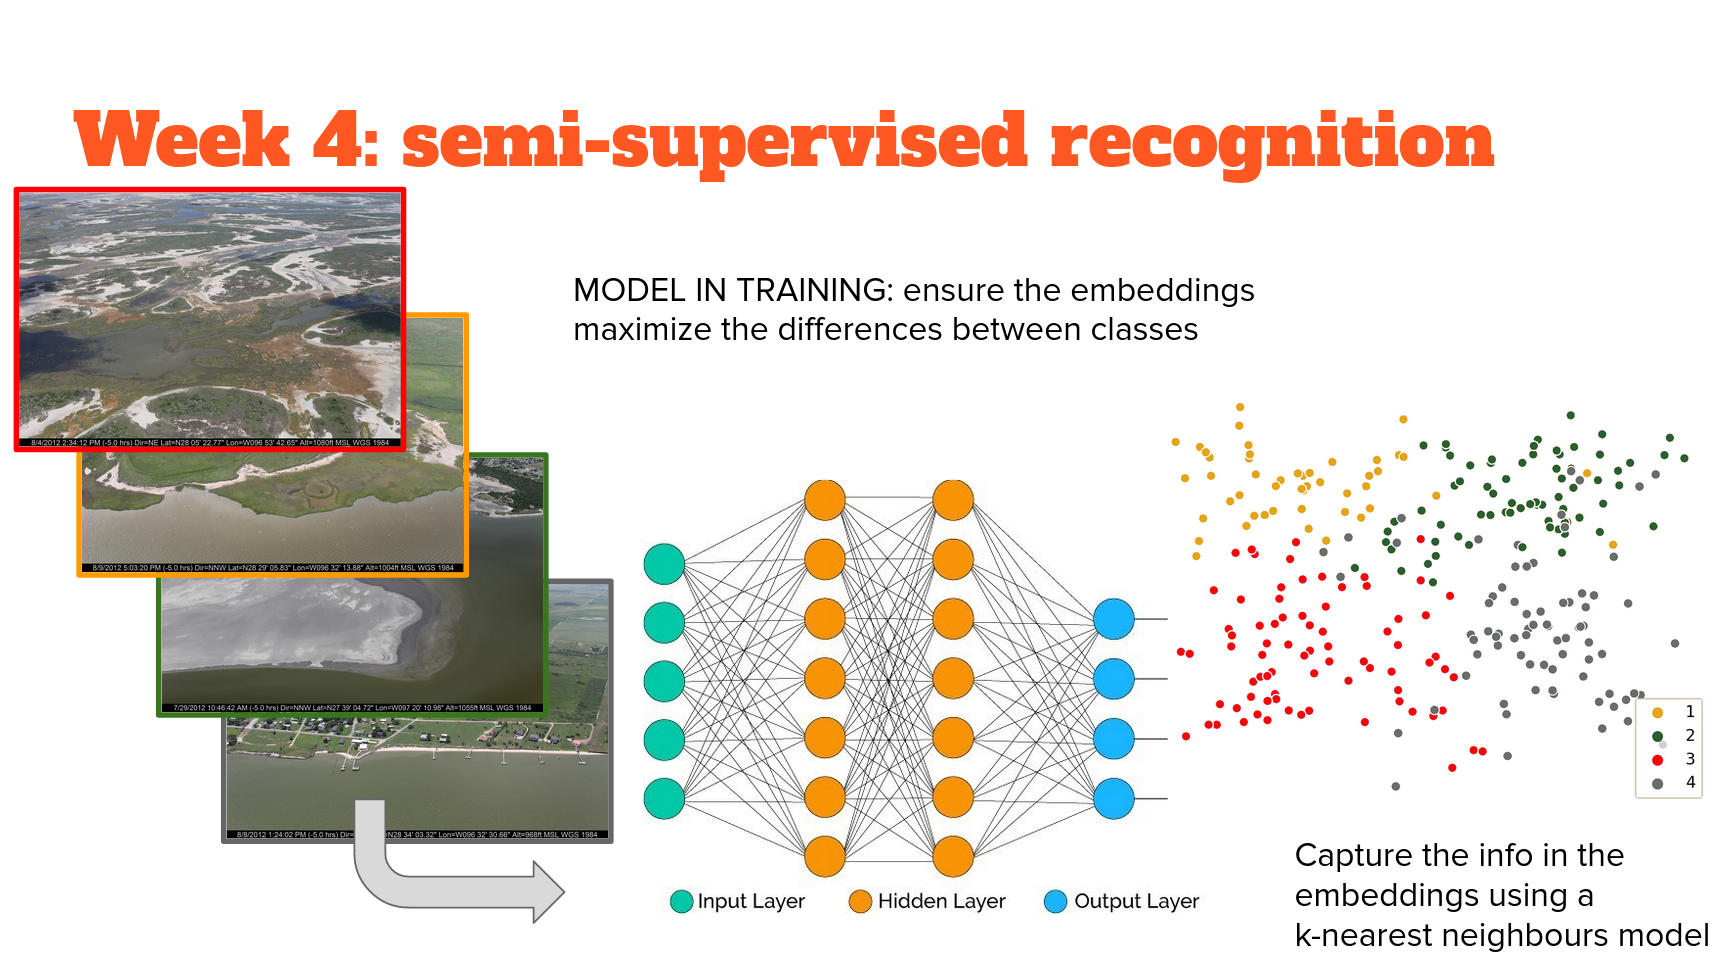 Week 4: semi-supervised recognition
8/4/2012 2:34:12 PM (-5.0 hrs) Dir=NE Lat=N28 05' 22.77" Lon=W096 53' 42.65" Alt=1080ft MSL WGS 1984
MODEL IN TRAINING: ensure the embeddings
maximize the differences between classes
8/9/2012 5:03:20 PM (-5.0 hrs) Dir=NNW Lat=N28 29' 05.83" Lon=W096 32' 13.88" Alt=1004ft MSL WGS 1984
7/29/2012 10:46:42 AM (-5.0 hrs) Dir=NNW Lat=N27 39' 04.72" Lon=W097 20' 10.98" Alt=1055ft MSL WGS 1984
8/8/2012 1:24:02 PM (-5.0 hrs) Dir= N28 34' 03.32" Lon=W096 32' 30.66" Alt=968ft MSL WGS 1984
Input Layer Hidden Layer Output Layer
1
2
3
4
Capture the info in the
embeddings using a
k-nearest neighbours model